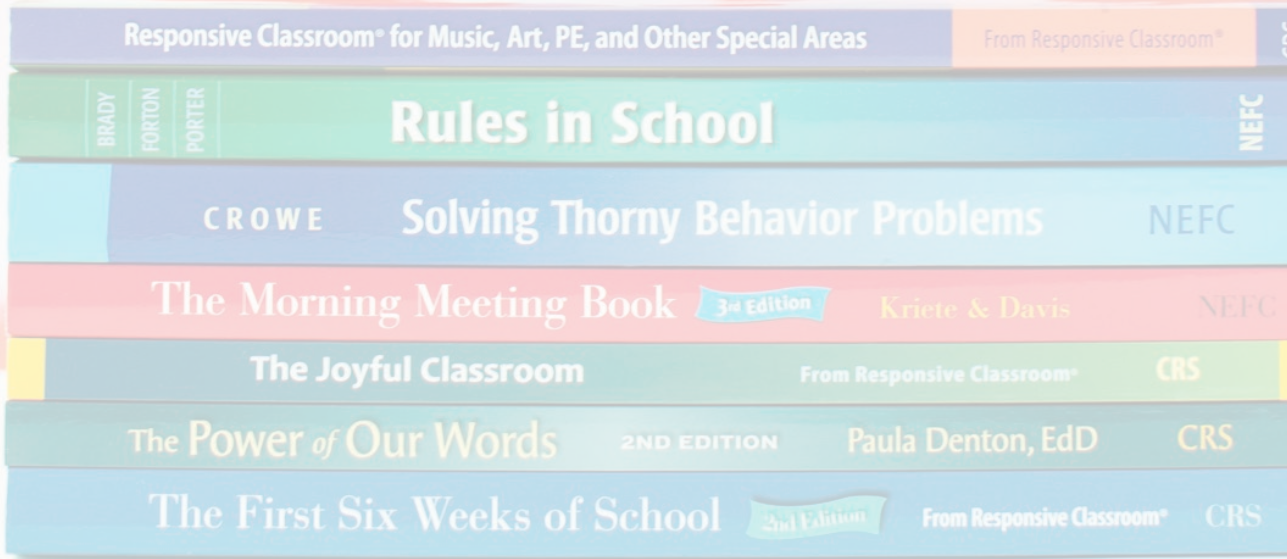 Responsive Classroom® for Music, Art, PE, and Other Special Areas From Responsive Classroom® CRS
BRADY FORTON PORTER Rules in School NEFC
CROWE Solving Thorny Behavior Problems NEFC
The Morning Meeting Book 3rd Edition Kriete & Davis NEFC
The Joyful Classroom From Responsive Classroom® CRS
The Power of Our Words 2ND EDITION Paula Denton, EdD CRS
The First Six Weeks of School 2nd Edition From Responsive Classroom® CRS